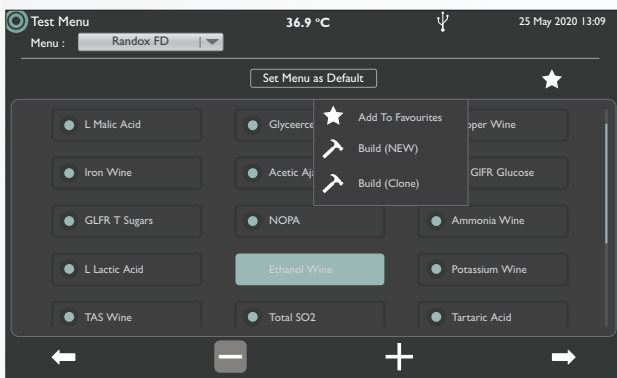 Test Menu 36.9 ºC 25 May 2020 13:09
Menu : Randox FD
Set Menu as Default
L Malic Acid Glyceerce pper Wine
Add To Favourites
Build (NEW)
Iron Wine Acetic Aj GIFR Glucose
Build (Clone)
GLFR T Sugars NOPA Ammonia Wine
L Lactic Acid Ethanol Wine Potassium Wine
TAS Wine Total SO2 Tartaric Acid